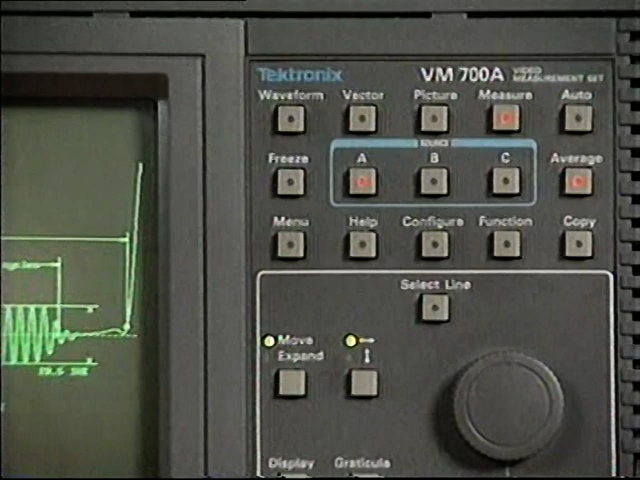 Tektronix VM 700A VIDEO MEASUREMENT SET
Waveform Vector Picture Measure Auto
SOURCE
Freeze A B C Average
Menu Help Configure Function Copy
Select Line
Move
Expand
Display Graticule